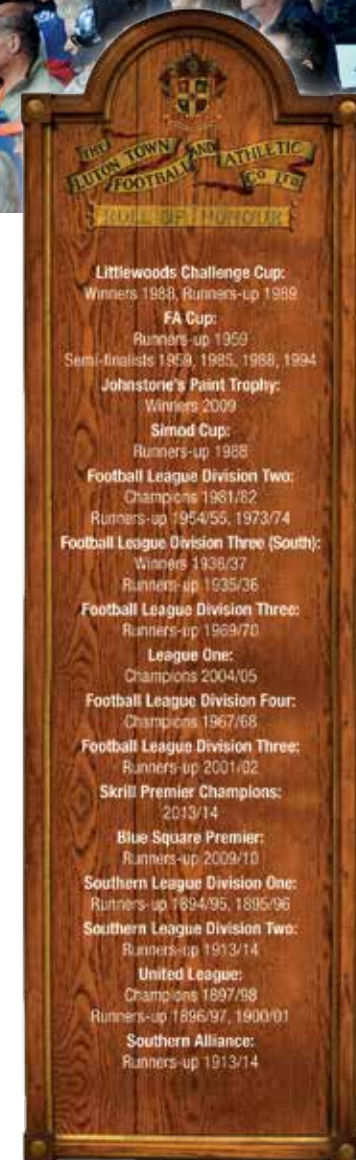 THE
LUTON TOWN
FOOTBALL
AND
ATHLETIC
CO LTD
ROLL OF HONOUR
Littlewoods Challenge Cup:
Winners 1988, Runners-up 1989
FA Cup:
Runners-up 1959
Semi-finalists 1959, 1985, 1988, 1994
Johnstone's Paint Trophy:
Winners 2009
Simod Cup:
Runners-up 1988
Football League Division Two:
Champions 1981/82
Runners-up 1954/55, 1973/74
Football League Division Three (South):
Winners 1936/37
Runners-up 1935/36
Football League Division Three:
Runners-up 1969/70
League One:
Champions 2004/05
Football League Division Four:
Champions 1967/68
Football League Division Three:
Runners-up 2001/02
Skrill Premier Champions:
2013/14
Blue Square Premier:
Runners-up 2009/10
Southern League Division One:
Runners-up 1894/95, 1895/96
Southern League Division Two:
Runners-up 1913/14
United League:
Champions 1897/98
Runners-up 1896/97, 1900/01
Southern Alliance:
Runners-up 1913/14